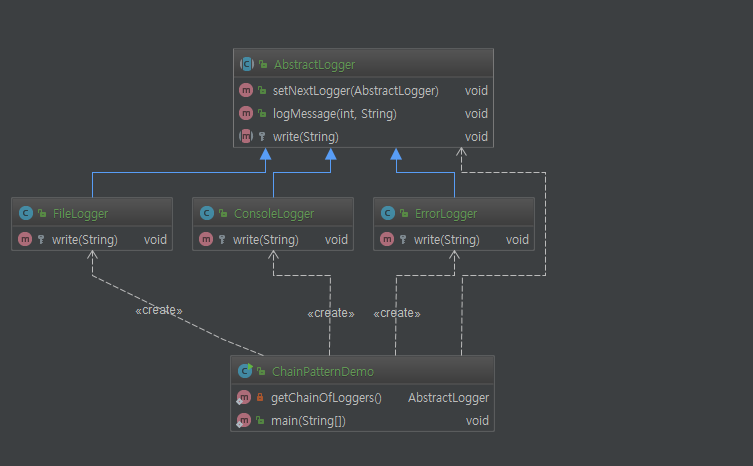 AbstractLogger
setNextLogger(AbstractLogger) void
logMessage(int, String) void
write(String) void
FileLogger
write(String) void
ConsoleLogger
write(String) void
ErrorLogger
write(String) void
«create»
«create»
«create»
ChainPatternDemo
getChainOfLoggers() AbstractLogger
main(String[]) void